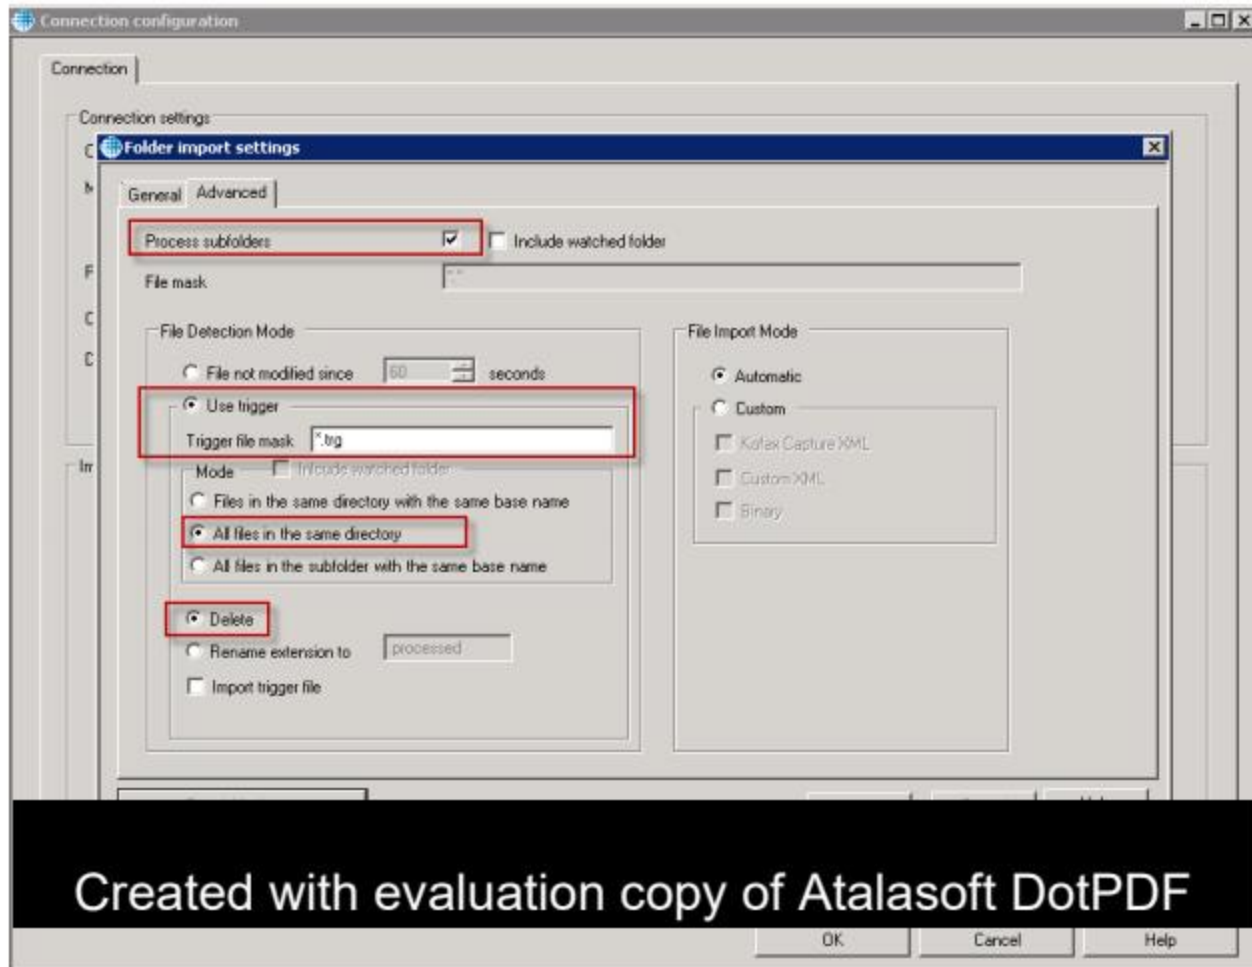 Connection configuration
Connection
Connection settings
Folder import settings
General Advanced
Process subfolders Include watched folder
File mask *.*
File Detection Mode
File not modified since 60 seconds
Use trigger
Trigger file mask *.trg
Mode Inlcude watched folder
Files in the same directory with the same base name
All files in the same directory
All files in the subfolder with the same base name
Delete
Rename extension to processed
Import trigger file
File Import Mode
Automatic
Custom
Kofax Capture XML
Custom XML
Binary
Created with evaluation copy of Atalasoft DotPDF
OK Cancel Help